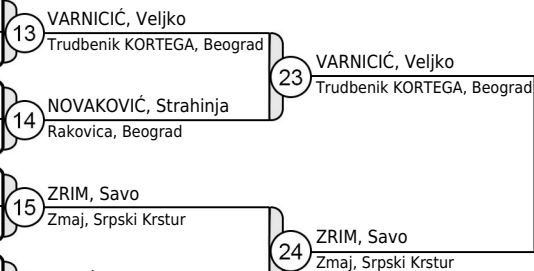 13
VARNICIĆ, Veljko
Trudbenik KORTEGA, Beograd
23
VARNICIĆ, Veljko
Trudbenik KORTEGA, Beograd
14
NOVAKOVIĆ, Strahinja
Rakovica, Beograd
15
ZRIM, Savo
Zmaj, Srpski Krstur
24
ZRIM, Savo
Zmaj, Srpski Krstur